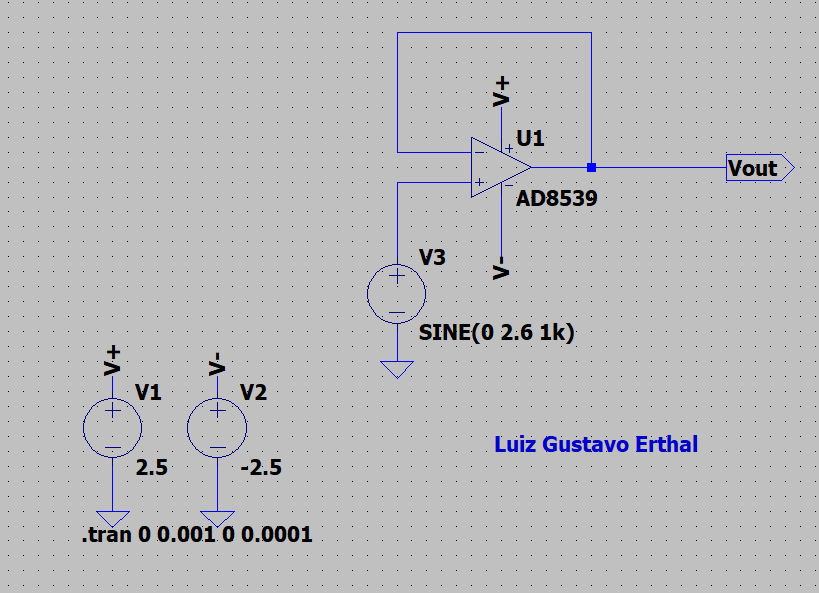 V+
U1
+
−
+
−
Vout
AD8539
V3
V-
+
−
SINE(0 2.6 1k)
V+
V-
V1
V2
+
+
−
−
2.5
-2.5
Luiz Gustavo Erthal
.tran 0 0.001 0 0.0001